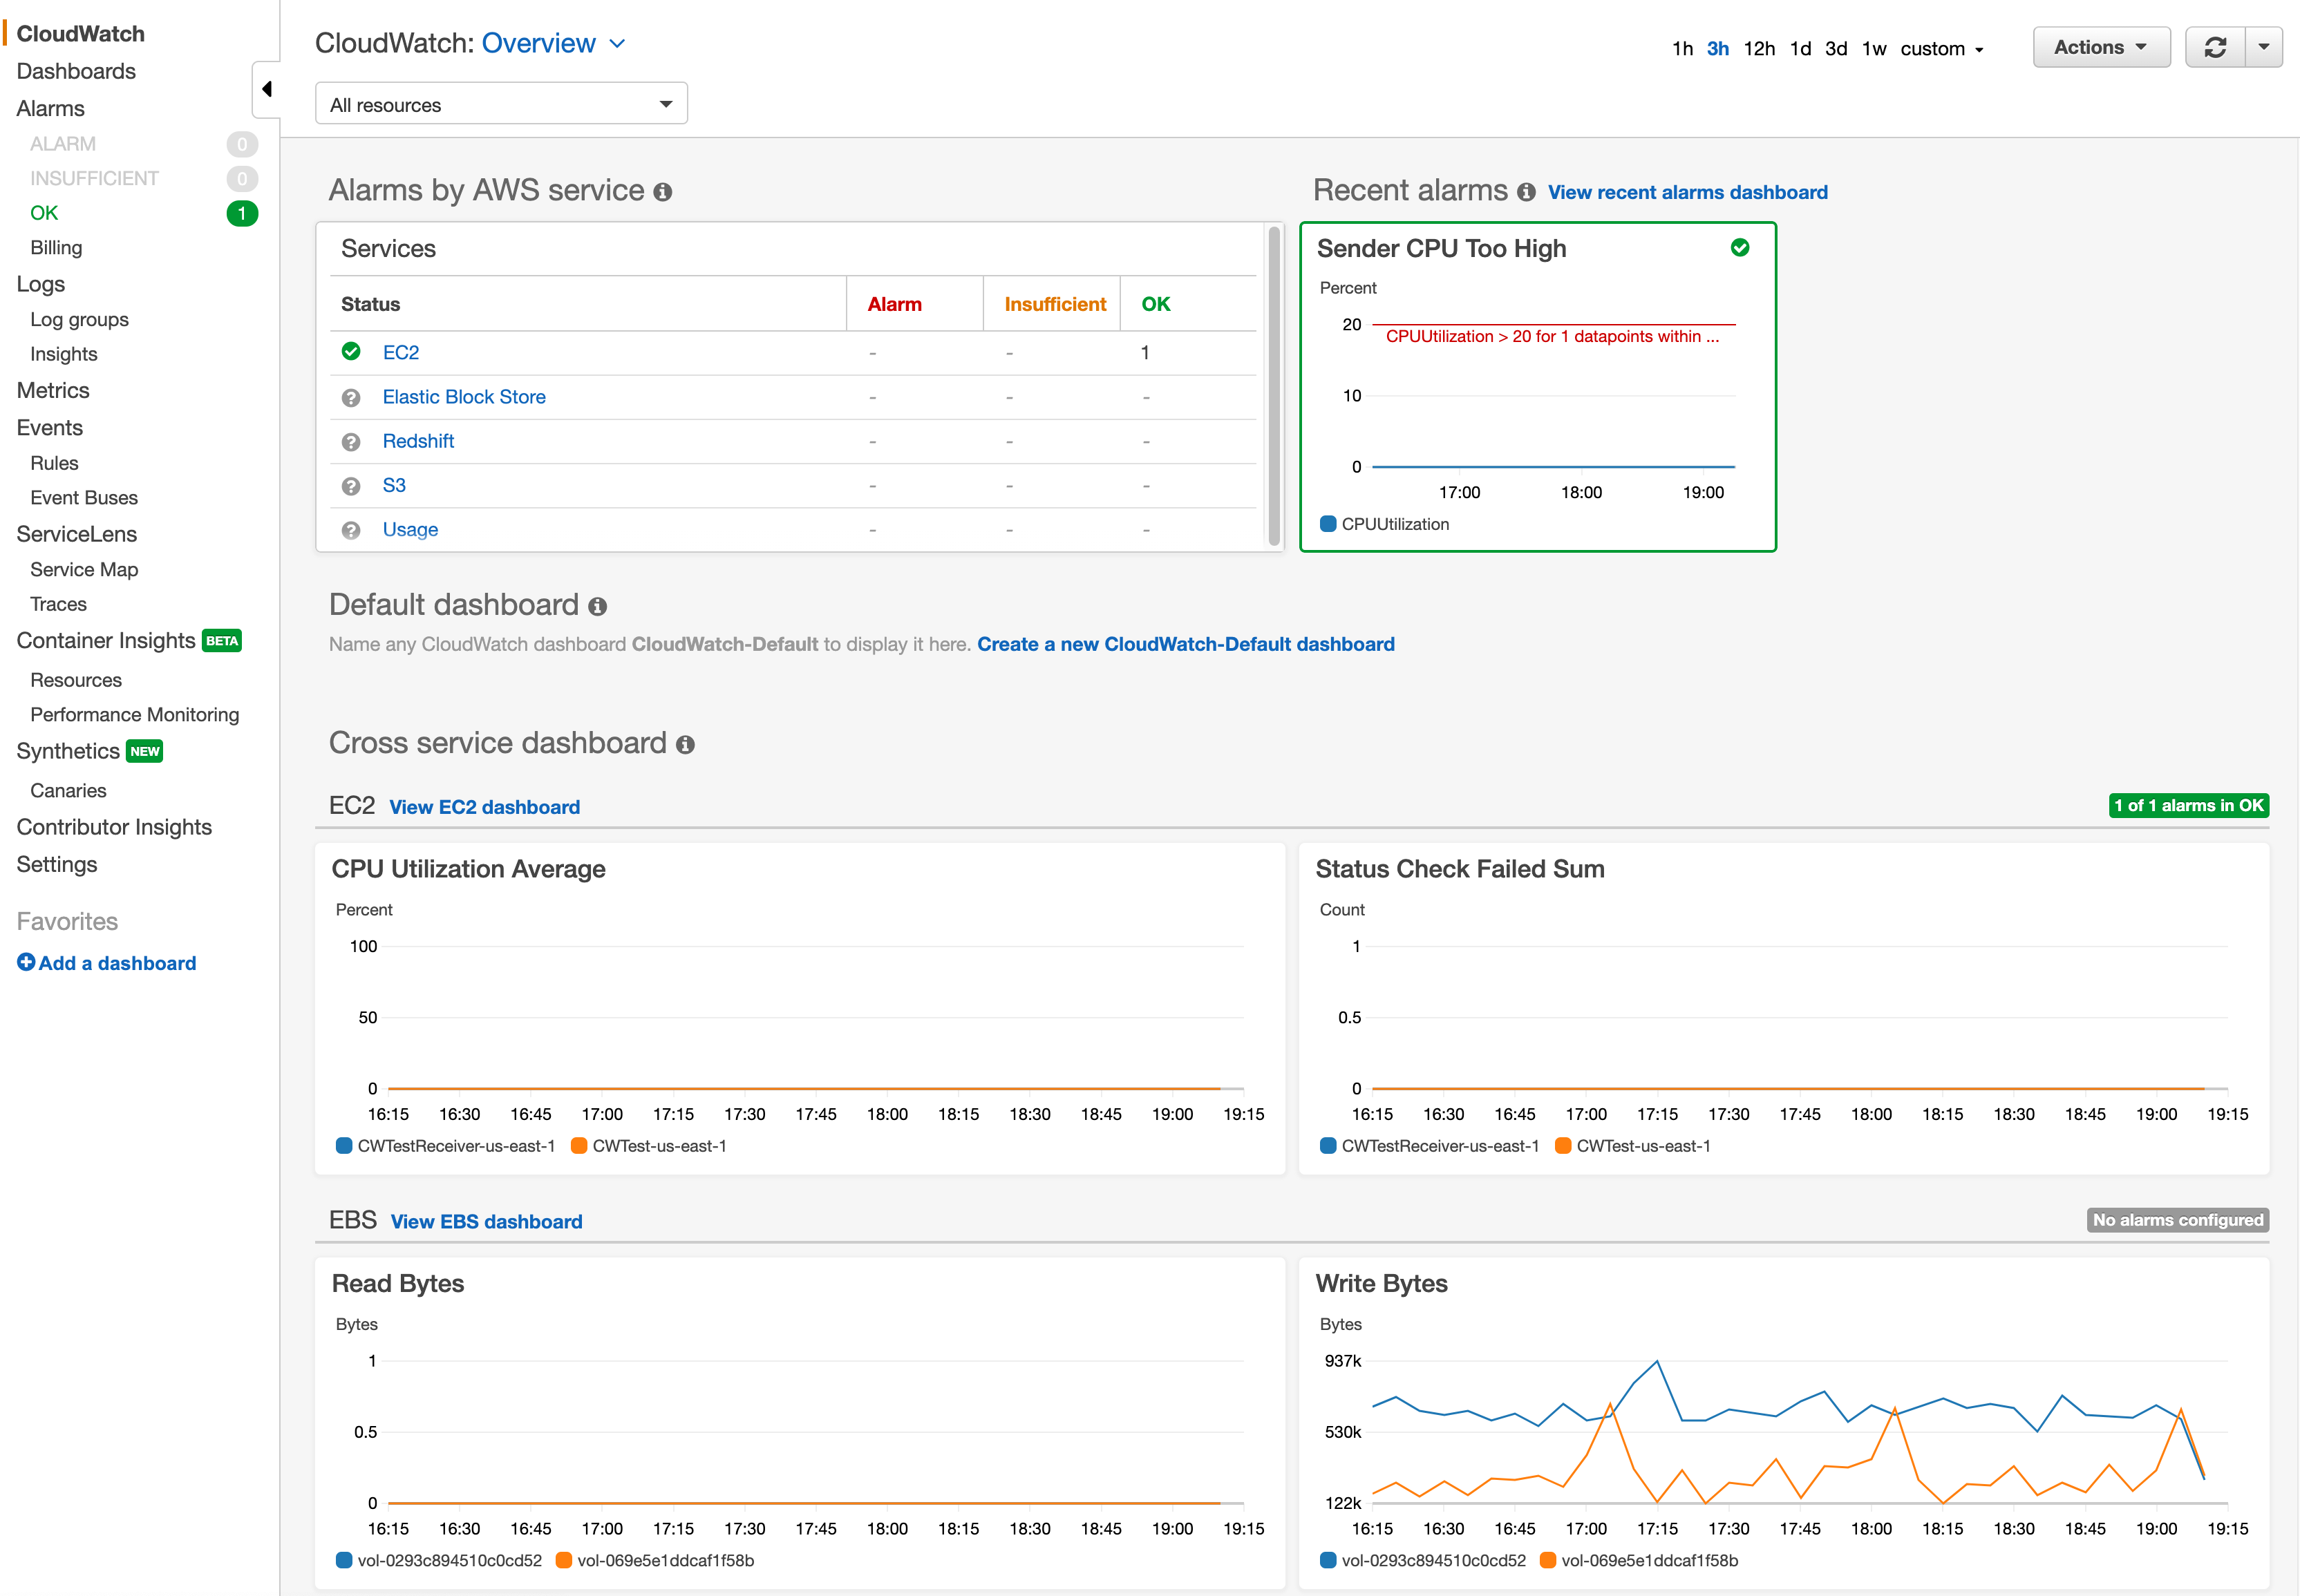 CloudWatch
Dashboards
Alarms
ALARM 0
INSUFFICIENT 0
OK 1
Billing
Logs
Log groups
Insights
Metrics
Events
Rules
Event Buses
ServiceLens
Service Map
Traces
Container Insights BETA
Resources
Performance Monitoring
Synthetics NEW
Canaries
Contributor Insights
Settings
Favorites
Add a dashboard
CloudWatch: Overview
1h 3h 12h 1d 3d 1w custom
Actions
All resources
Alarms by AWS service
Services
Status Alarm Insufficient OK
EC2 - - 1
Elastic Block Store - - -
Redshift - - -
S3 - - -
Usage - - -
Recent alarms View recent alarms dashboard
Sender CPU Too High
Percent
20
CPUUtilization > 20 for 1 datapoints within ...
10
0
17:00 18:00 19:00
CPUUtilization
Default dashboard
Name any CloudWatch dashboard CloudWatch-Default to display it here. Create a new CloudWatch-Default dashboard
Cross service dashboard
EC2 View EC2 dashboard
1 of 1 alarms in OK
CPU Utilization Average
Percent
100
50
0
16:15 16:30 16:45 17:00 17:15 17:30 17:45 18:00 18:15 18:30 18:45 19:00 19:15
CWTestReceiver-us-east-1 CWTest-us-east-1
Status Check Failed Sum
Count
1
0.5
0
16:15 16:30 16:45 17:00 17:15 17:30 17:45 18:00 18:15 18:30 18:45 19:00 19:15
CWTestReceiver-us-east-1 CWTest-us-east-1
EBS View EBS dashboard
No alarms configured
Read Bytes
Bytes
1
0.5
0
16:15 16:30 16:45 17:00 17:15 17:30 17:45 18:00 18:15 18:30 18:45 19:00 19:15
vol-0293c894510c0cd52 vol-069e5e1ddcaf1f58b
Write Bytes
Bytes
937k
530k
122k
16:15 16:30 16:45 17:00 17:15 17:30 17:45 18:00 18:15 18:30 18:45 19:00 19:15
vol-0293c894510c0cd52 vol-069e5e1ddcaf1f58b